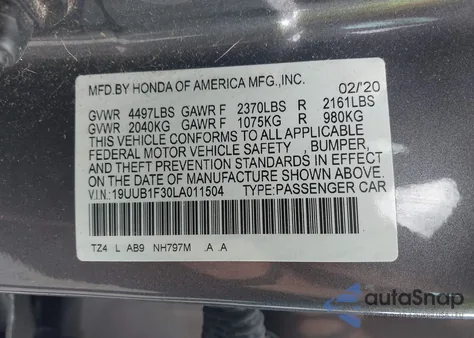 MFD.BY HONDA OF AMERICA MFG.,INC. 02/20
GVWR 4497LBS GAWR F 2370LBS R 2161LBS
GVWR 2040KG GAWR F 1075KG R 980KG
THIS VEHICLE CONFORMS TO ALL APPLICABLE
FEDERAL MOTOR VEHICLE SAFETY , BUMPER,
AND THEFT PREVENTION STANDARDS IN EFFECT
ON THE DATE OF MANUFACTURE SHOWN ABOVE.
V.I.N.:19UUB1F30LA011504 TYPE:PASSENGER CAR
TZ4 L AB9 NH797M .A .A
autoSnap